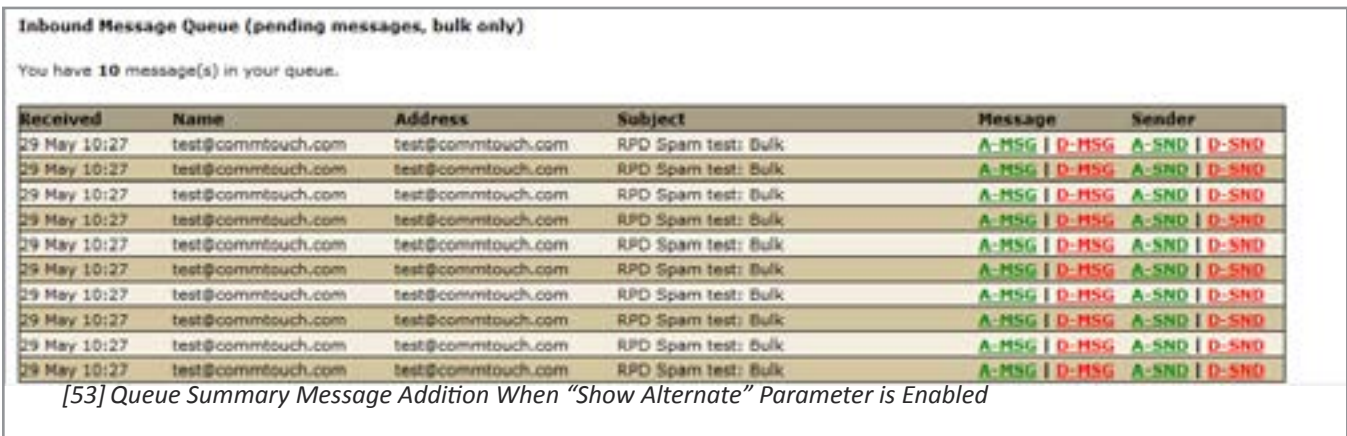 Inbound Message Queue (pending messages, bulk only)
You have 10 message(s) in your queue.
Received Name Address Subject Message Sender
29 May 10:27 test@commtouch.com test@commtouch.com RPD Spam test: Bulk A-MSG | D-MSG A-SND | D-SND
29 May 10:27 test@commtouch.com test@commtouch.com RPD Spam test: Bulk A-MSG | D-MSG A-SND | D-SND
29 May 10:27 test@commtouch.com test@commtouch.com RPD Spam test: Bulk A-MSG | D-MSG A-SND | D-SND
29 May 10:27 test@commtouch.com test@commtouch.com RPD Spam test: Bulk A-MSG | D-MSG A-SND | D-SND
29 May 10:27 test@commtouch.com test@commtouch.com RPD Spam test: Bulk A-MSG | D-MSG A-SND | D-SND
29 May 10:27 test@commtouch.com test@commtouch.com RPD Spam test: Bulk A-MSG | D-MSG A-SND | D-SND
29 May 10:27 test@commtouch.com test@commtouch.com RPD Spam test: Bulk A-MSG | D-MSG A-SND | D-SND
29 May 10:27 test@commtouch.com test@commtouch.com RPD Spam test: Bulk A-MSG | D-MSG A-SND | D-SND
29 May 10:27 test@commtouch.com test@commtouch.com RPD Spam test: Bulk A-MSG | D-MSG A-SND | D-SND
29 May 10:27 test@commtouch.com test@commtouch.com RPD Spam test: Bulk A-MSG | D-MSG A-SND | D-SND
[53] Queue Summary Message Addition When “Show Alternate” Parameter is Enabled